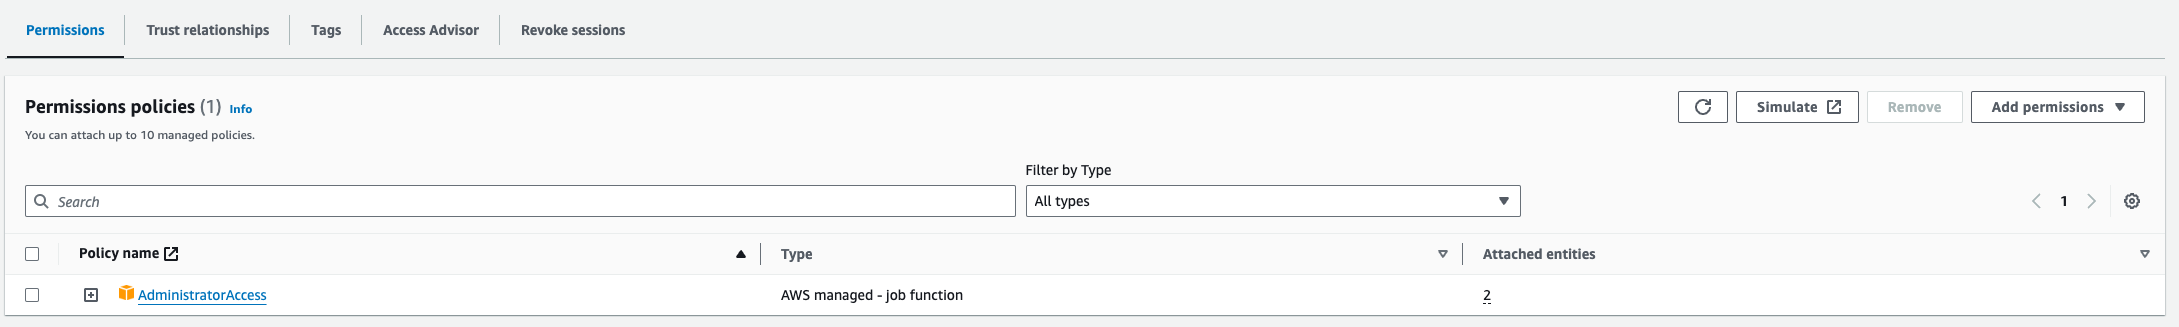 Permissions
Trust relationships
Tags
Access Advisor
Revoke sessions
Permissions policies (1) Info
You can attach up to 10 managed policies.
Simulate
Remove
Add permissions
Filter by Type
Search
All types
1
Policy name
Type
Attached entities
AdministratorAccess
AWS managed - job function
2